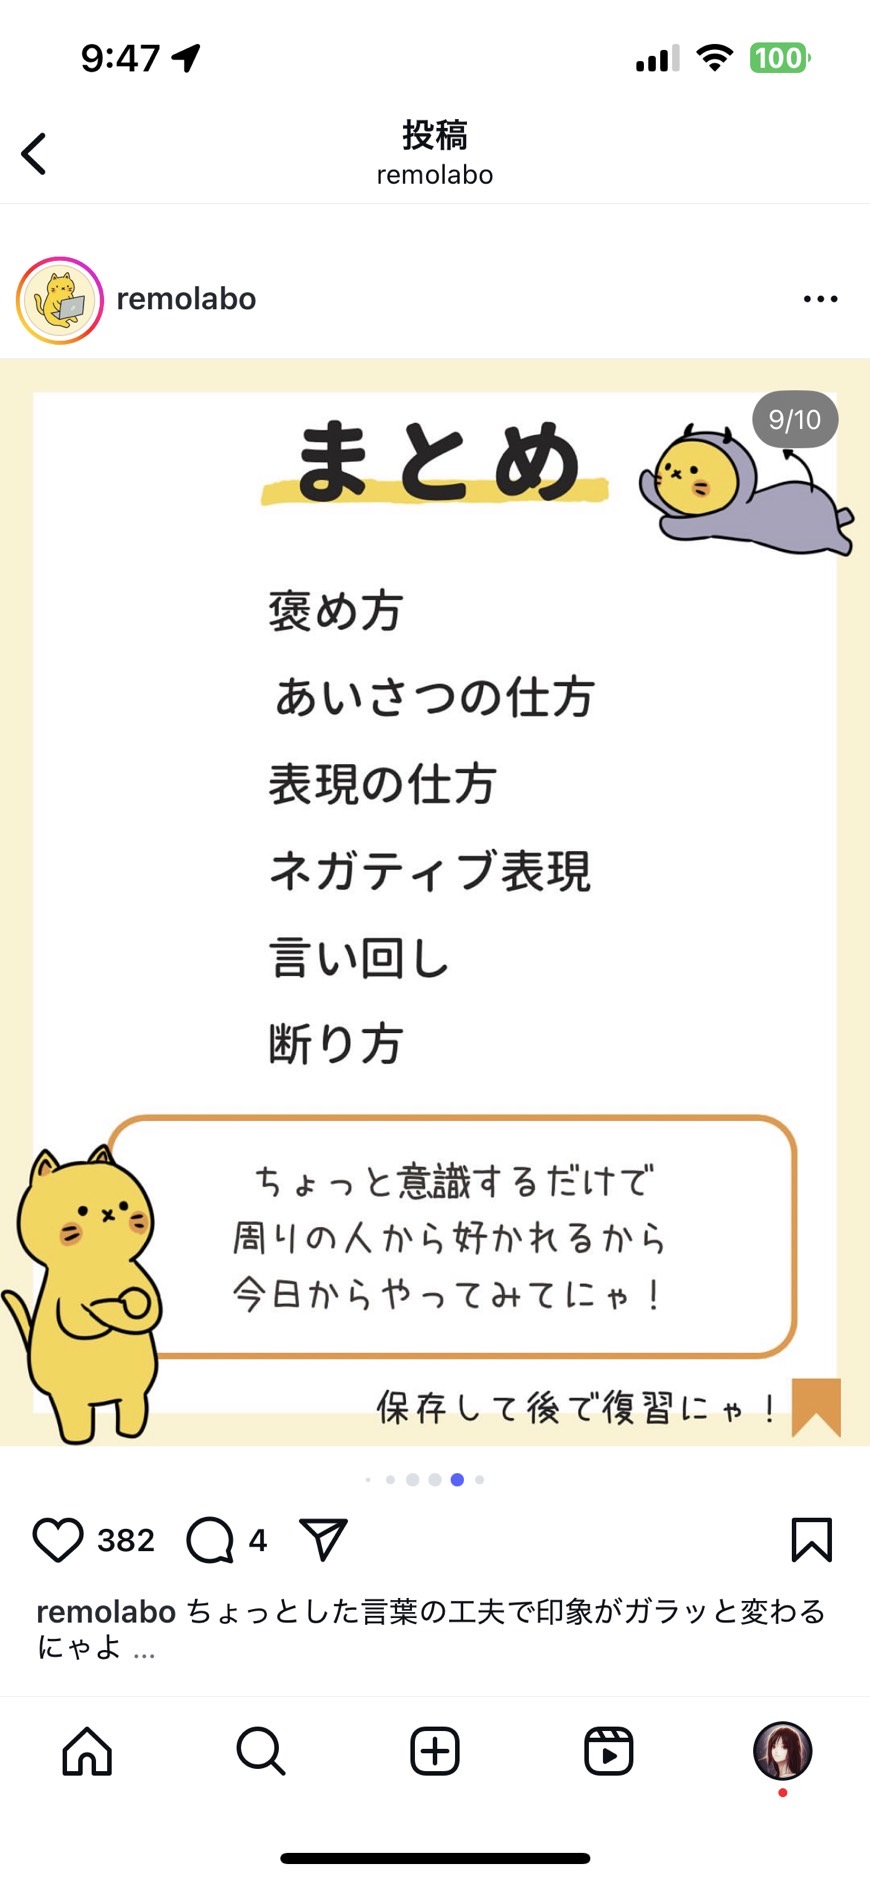 9:47
100
投稿
remolabo
remolabo
9/10
まとめ
褒め方
あいさつの仕方
表現の仕方
ネガティブ表現
言い回し
断り方
ちょっと意識するだけで
周りの人から好かれるから
今日からやってみてにゃ！
保存して後で復習にゃ！
382
4
remolabo ちょっとした言葉の工夫で印象がガラッと変わる
にゃよ ...